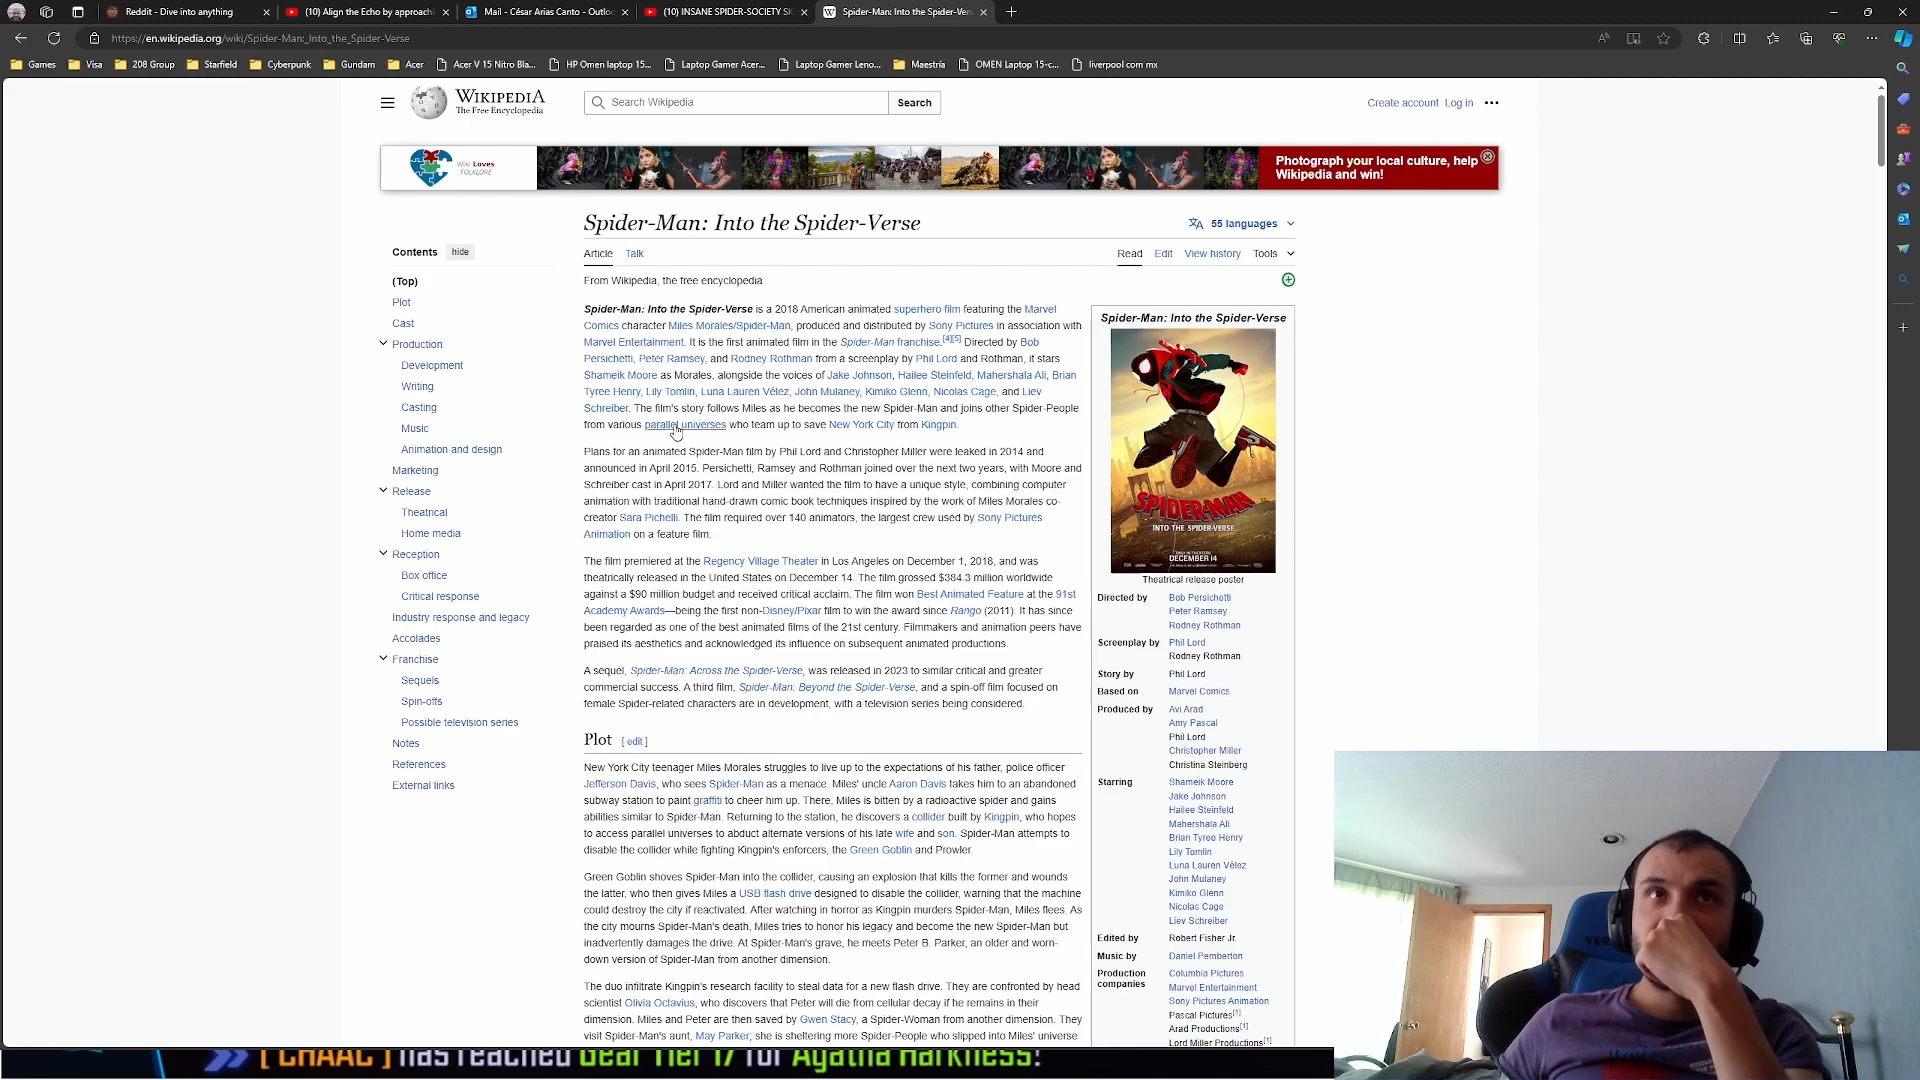 Reddit - Dive into anything
(10) Align the Echo by approachi
Mail - César Arias Canto - Outloo
(10) INSANE SPIDER-SOCIETY SK
Spider-Man: Into the Spider-Ver
https://en.wikipedia.org/wiki/Spider-Man:_Into_the_Spider-Verse
Games Visa 208 Group Starfield Cyberpunk Gundam Acer Acer V 15 Nitro Bla... HP Omen laptop 15... Laptop Gamer Acer... Laptop Gamer Leno... Maestría OMEN Laptop 15-c... liverpool com mx
WIKIPEDIA
The Free Encyclopedia
Search Wikipedia Search
Create account Log in
Wiki Loves
FOLKLORE
Photograph your local culture, help
Wikipedia and win!
Spider-Man: Into the Spider-Verse
55 languages
Article Talk
Read Edit View history Tools
From Wikipedia, the free encyclopedia
Contents hide
(Top)
Plot
Cast
Production
Development
Writing
Casting
Music
Animation and design
Marketing
Release
Theatrical
Home media
Reception
Box office
Critical response
Industry response and legacy
Accolades
Franchise
Sequels
Spin-offs
Possible television series
Notes
References
External links
Spider-Man: Into the Spider-Verse is a 2018 American animated superhero film featuring the Marvel
Comics character Miles Morales/Spider-Man, produced and distributed by Sony Pictures in association with
Marvel Entertainment. It is the first animated film in the Spider-Man franchise.[4][5] Directed by Bob
Persichetti, Peter Ramsey, and Rodney Rothman from a screenplay by Phil Lord and Rothman, it stars
Shameik Moore as Morales, alongside the voices of Jake Johnson, Hailee Steinfeld, Mahershala Ali, Brian
Tyree Henry, Lily Tomlin, Luna Lauren Vélez, John Mulaney, Kimiko Glenn, Nicolas Cage, and Liev
Schreiber. The film's story follows Miles as he becomes the new Spider-Man and joins other Spider-People
from various parallel universes who team up to save New York City from Kingpin.
Plans for an animated Spider-Man film by Phil Lord and Christopher Miller were leaked in 2014 and
announced in April 2015. Persichetti, Ramsey and Rothman joined over the next two years, with Moore and
Schreiber cast in April 2017. Lord and Miller wanted the film to have a unique style, combining computer
animation with traditional hand-drawn comic book techniques inspired by the work of Miles Morales co-
creator Sara Pichelli. The film required over 140 animators, the largest crew used by Sony Pictures
Animation on a feature film.
The film premiered at the Regency Village Theater in Los Angeles on December 1, 2018, and was
theatrically released in the United States on December 14. The film grossed $384.3 million worldwide
against a $90 million budget and received critical acclaim. The film won Best Animated Feature at the 91st
Academy Awards—being the first non-Disney/Pixar film to win the award since Rango (2011). It has since
been regarded as one of the best animated films of the 21st century. Filmmakers and animation peers have
praised its aesthetics and acknowledged its influence on subsequent animated productions.
A sequel, Spider-Man: Across the Spider-Verse, was released in 2023 to similar critical and greater
commercial success. A third film, Spider-Man: Beyond the Spider-Verse, and a spin-off film focused on
female Spider-related characters are in development, with a television series being considered.
Plot [ edit ]
New York City teenager Miles Morales struggles to live up to the expectations of his father, police officer
Jefferson Davis, who sees Spider-Man as a menace. Miles' uncle Aaron Davis takes him to an abandoned
subway station to paint graffiti to cheer him up. There, Miles is bitten by a radioactive spider and gains
abilities similar to Spider-Man. Returning to the station, he discovers a collider built by Kingpin, who hopes
to access parallel universes to abduct alternate versions of his late wife and son. Spider-Man attempts to
disable the collider while fighting Kingpin's enforcers, the Green Goblin and Prowler.
Green Goblin shoves Spider-Man into the collider, causing an explosion that kills the former and wounds
the latter, who then gives Miles a USB flash drive designed to disable the collider, warning that the machine
could destroy the city if reactivated. After watching in horror as Kingpin murders Spider-Man, Miles flees. As
the city mourns Spider-Man's death, Miles tries to honor his legacy and become the new Spider-Man but
inadvertently damages the drive. At Spider-Man's grave, he meets Peter B. Parker, an older and worn-
down version of Spider-Man from another dimension.
The duo infiltrate Kingpin's research facility to steal data for a new flash drive. They are confronted by head
scientist Olivia Octavius, who discovers that Peter will die from cellular decay if he remains in their
dimension. Miles and Peter are then saved by Gwen Stacy, a Spider-Woman from another dimension. They
visit Spider-Man's aunt, May Parker; she is sheltering more Spider-People who slipped into Miles' universe
Spider-Man: Into the Spider-Verse
SPIDER-MAN
INTO THE SPIDER-VERSE
ONLY IN THEATERS
DECEMBER 14
Theatrical release poster
Directed by Bob Persichetti
Peter Ramsey
Rodney Rothman
Screenplay by Phil Lord
Rodney Rothman
Story by Phil Lord
Based on Marvel Comics
Produced by Avi Arad
Amy Pascal
Phil Lord
Christopher Miller
Christina Steinberg
Starring Shameik Moore
Jake Johnson
Hailee Steinfeld
Mahershala Ali
Brian Tyree Henry
Lily Tomlin
Luna Lauren Vélez
John Mulaney
Kimiko Glenn
Nicolas Cage
Liev Schreiber
Edited by Robert Fisher Jr.
Music by Daniel Pemberton
Production Columbia Pictures
companies Marvel Entertainment
Sony Pictures Animation
Pascal Pictures[1]
Arad Productions[1]
Lord Miller Productions[1]
[ CHAAC ] has reached Gear Tier 17 for Agatha Harkness!